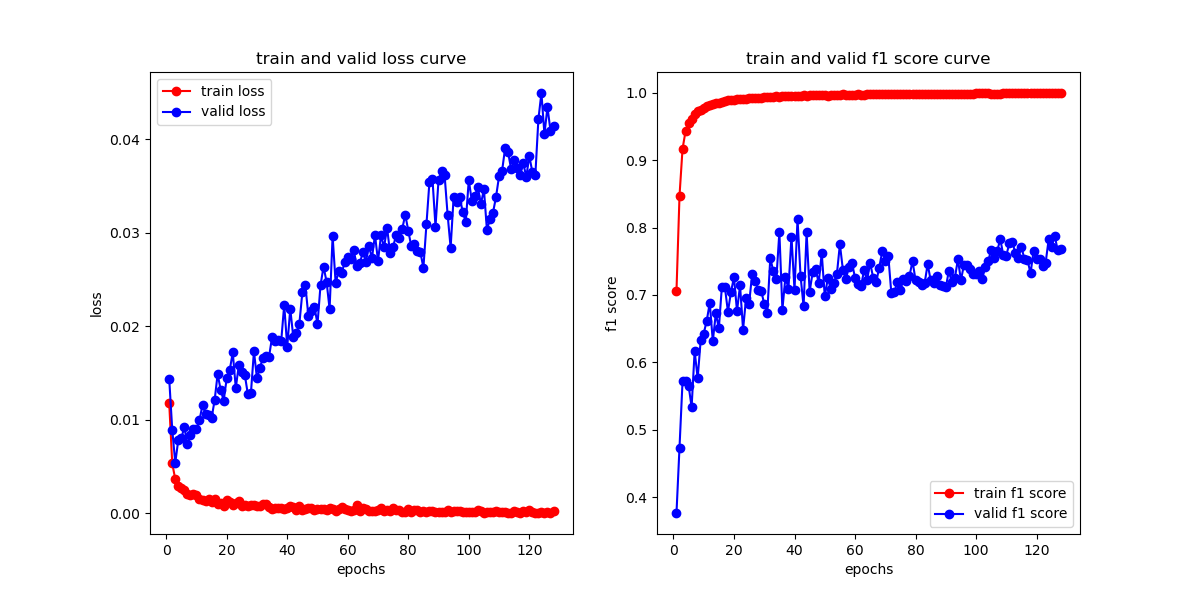 train and valid loss curve
train loss
valid loss
0.04
0.03
0.02
0.01
0.00
loss
0 20 40 60 80 100 120
epochs
train and valid f1 score curve
1.0
0.9
0.8
0.7
0.6
0.5
0.4
f1 score
train f1 score
valid f1 score
0 20 40 60 80 100 120
epochs